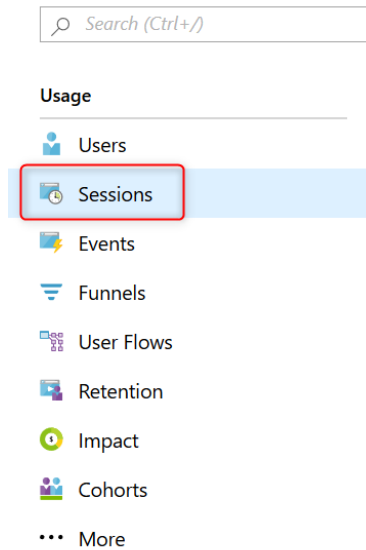 Search (Ctrl+/)
Usage
Users
Sessions
Events
Funnels
User Flows
Retention
Impact
Cohorts
More